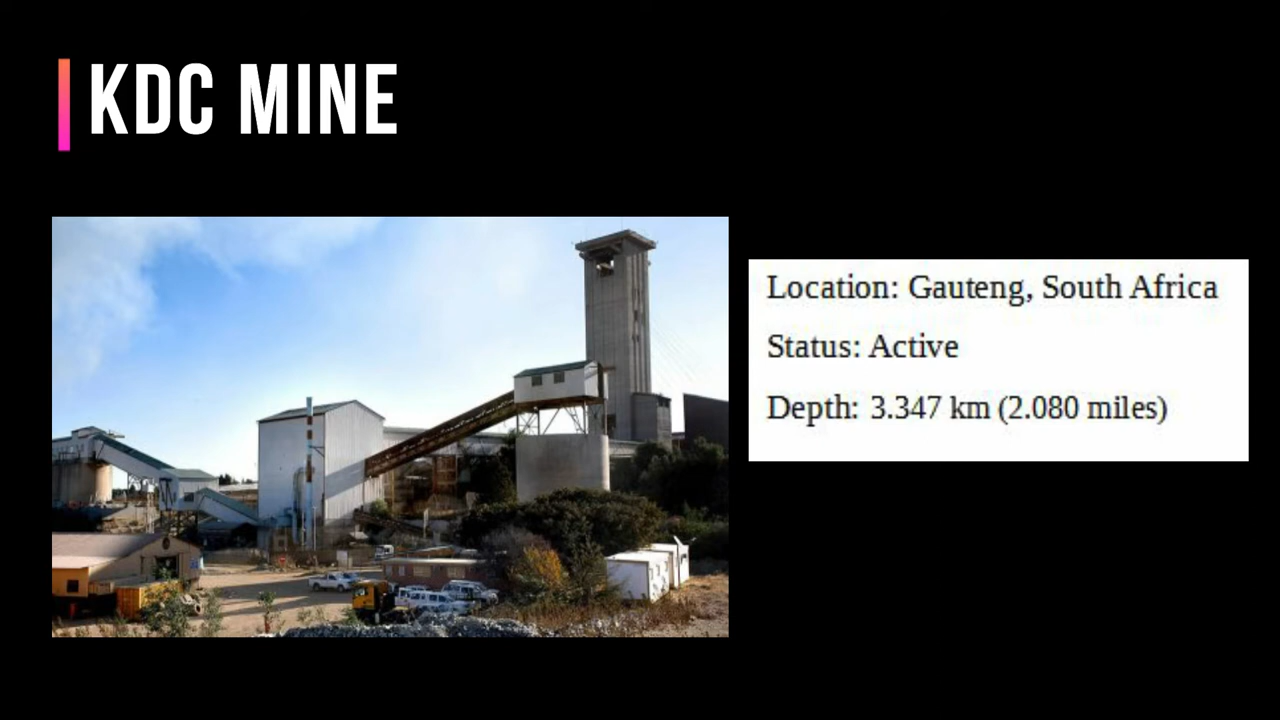 KDC MINE
Location: Gauteng, South Africa
Status: Active
Depth: 3.347 km (2.080 miles)